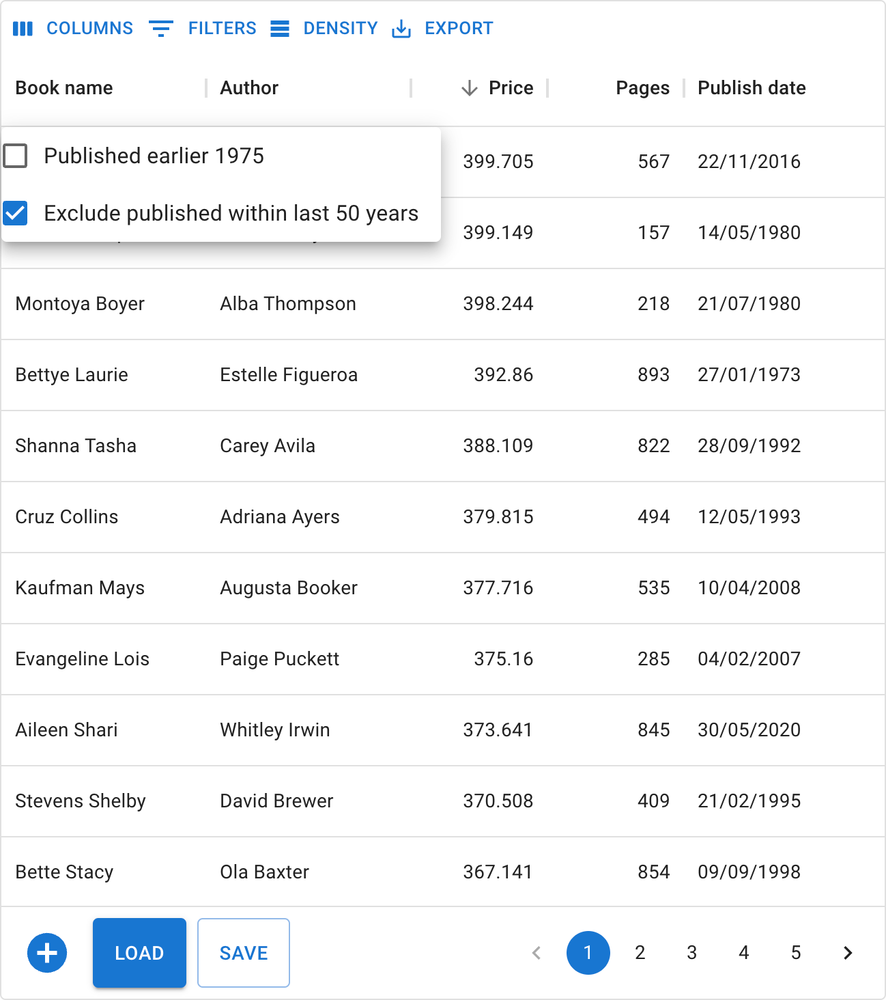 COLUMNS FILTERS DENSITY EXPORT
Book name Author Price Pages Publish date
Published earlier 1975
399.705 567 22/11/2016
Exclude published within last 50 years
399.149 157 14/05/1980
Montoya Boyer Alba Thompson 398.244 218 21/07/1980
Bettye Laurie Estelle Figueroa 392.86 893 27/01/1973
Shanna Tasha Carey Avila 388.109 822 28/09/1992
Cruz Collins Adriana Ayers 379.815 494 12/05/1993
Kaufman Mays Augusta Booker 377.716 535 10/04/2008
Evangeline Lois Paige Puckett 375.16 285 04/02/2007
Aileen Shari Whitley Irwin 373.641 845 30/05/2020
Stevens Shelby David Brewer 370.508 409 21/02/1995
Bette Stacy Ola Baxter 367.141 854 09/09/1998
LOAD SAVE 1 2 3 4 5